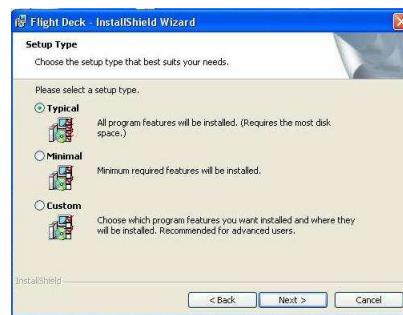 Flight Deck - InstallShield Wizard
Setup Type
Choose the setup type that best suits your needs.
Please select a setup type.
Typical
All program features will be installed. (Requires the most disk
space.)
Minimal
Minimum required features will be installed.
Custom
Choose which program features you want installed and where they
will be installed. Recommended for advanced users.
InstallShield
< Back
Next >
Cancel